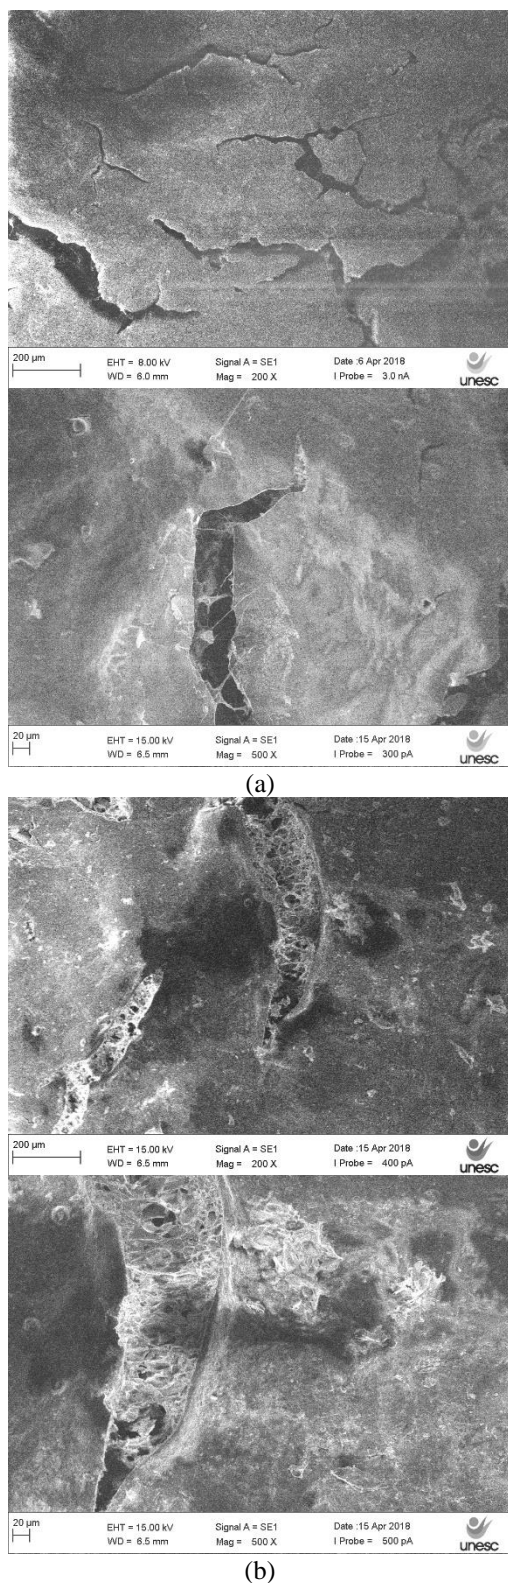 200 µm EHT = 8.00 kV Signal A = SE1 Date :6 Apr 2018
WD = 6.0 mm Mag = 200 X I Probe = 3.0 nA unesc
20 µm EHT = 15.00 kV Signal A = SE1 Date :15 Apr 2018
WD = 6.5 mm Mag = 500 X I Probe = 300 pA unesc
(a)
200 µm EHT = 15.00 kV Signal A = SE1 Date :15 Apr 2018
WD = 6.5 mm Mag = 200 X I Probe = 400 pA unesc
20 µm EHT = 15.00 kV Signal A = SE1 Date :15 Apr 2018
WD = 6.5 mm Mag = 500 X I Probe = 500 pA unesc
(b)